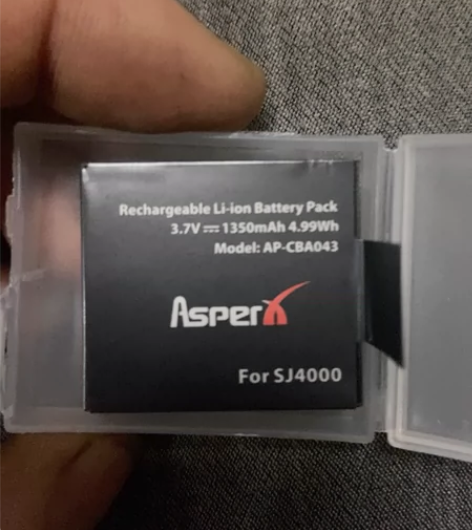 Rechargeable Li-ion Battery Pack
3.7V ⎓ 1350mAh 4.99Wh
Model: AP-CBA043
AsperX
For SJ4000